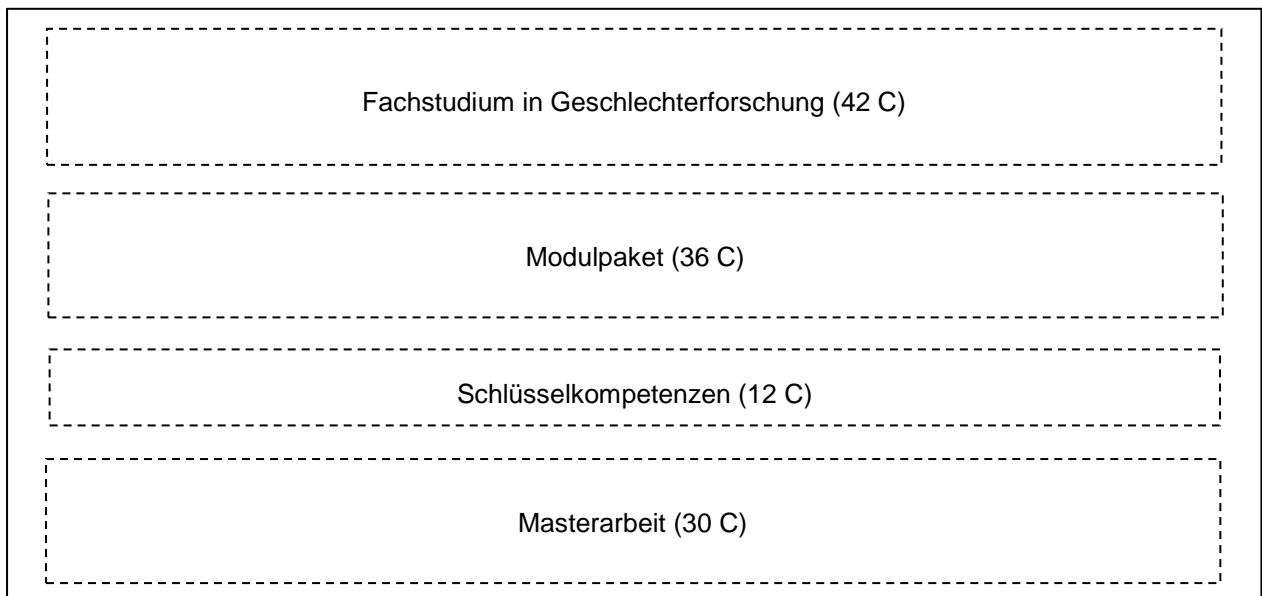 Fachstudium in Geschlechterforschung (42 C)
Modulpaket (36 C)
Schlüsselkompetenzen (12 C)
Masterarbeit (30 C)